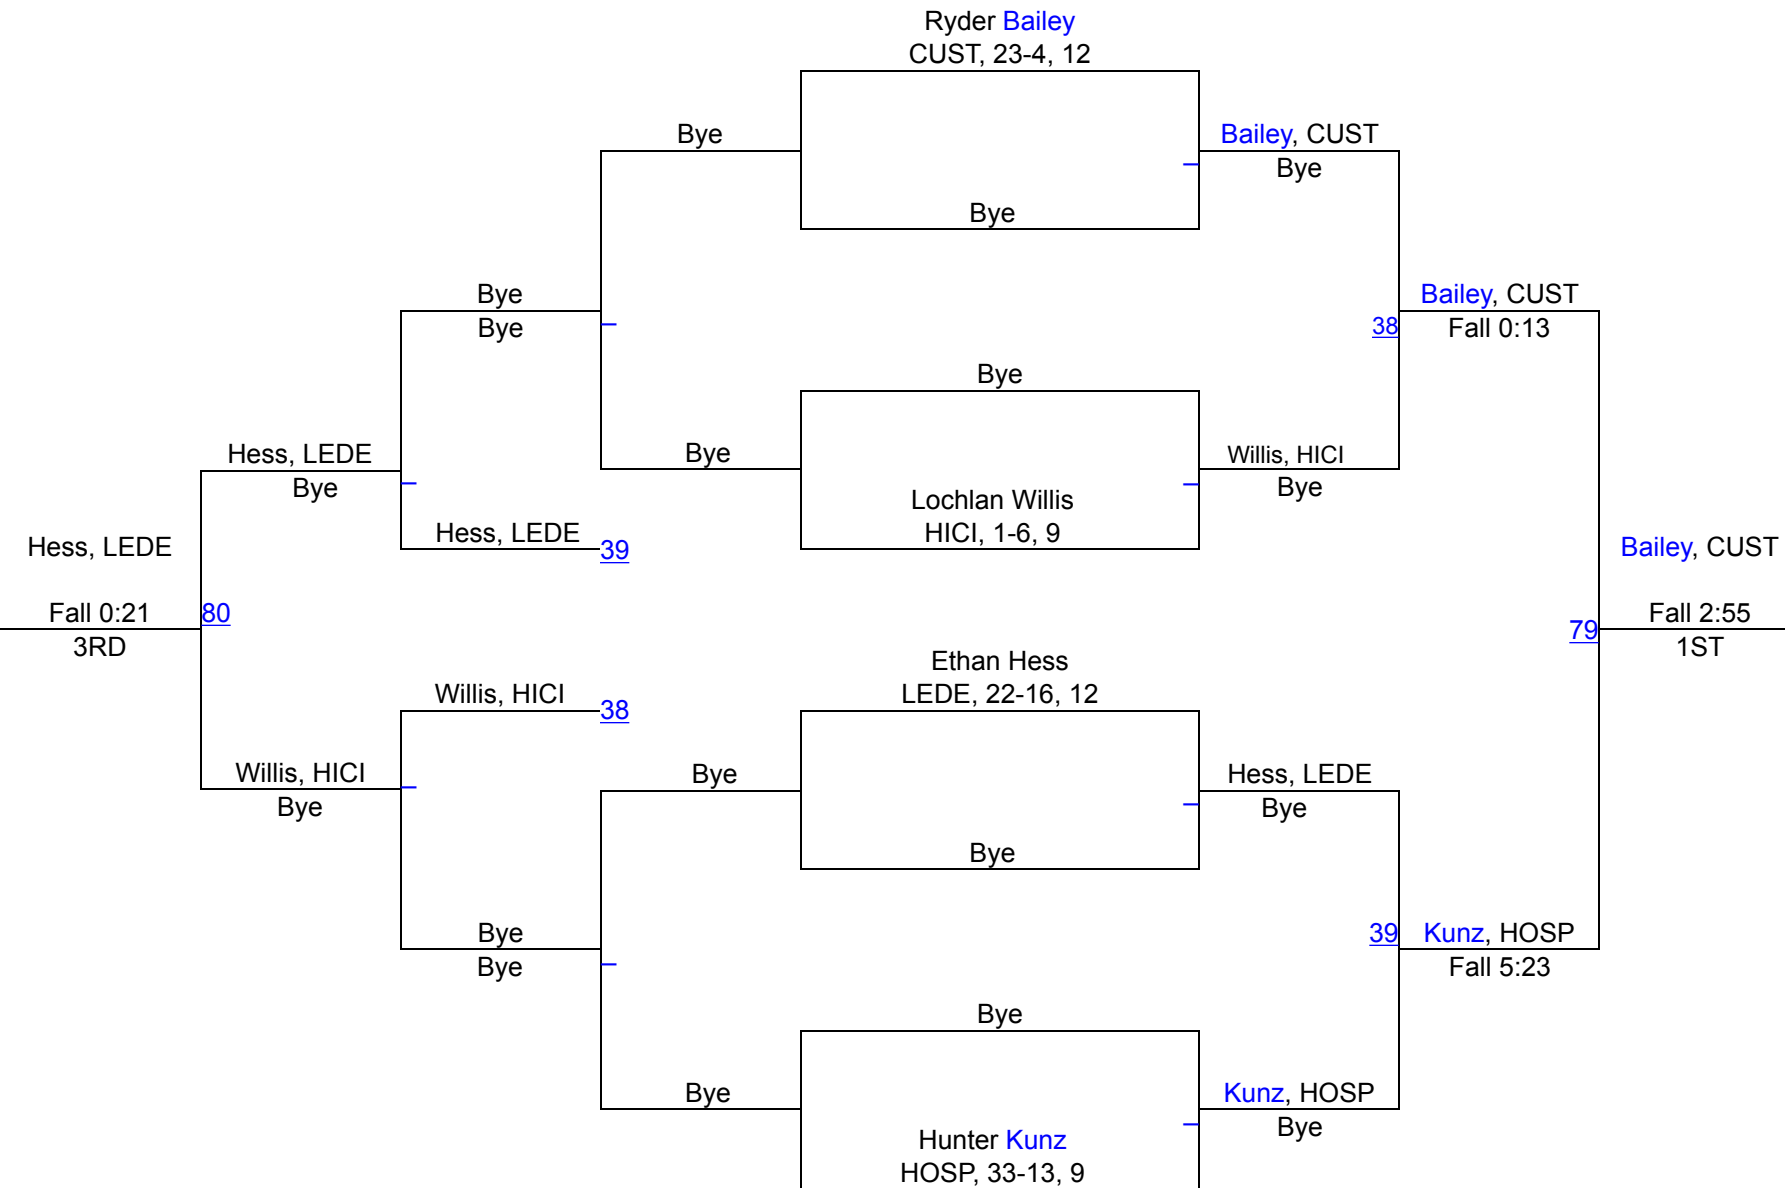 Ryder Bailey
CUST, 23-4, 12
Bye
Bailey, CUST
Bye
Bye
Bye
Bye
Bailey, CUST
Fall 0:13
38
Bye
Bye
Willis, HICI
Bye
Lochlan Willis
HICI, 1-6, 9
Hess, LEDE
Bye
Hess, LEDE
39
Hess, LEDE
Fall 0:21
3RD
80
Bailey, CUST
Fall 2:55
1ST
79
Ethan Hess
LEDE, 22-16, 12
Willis, HICI
38
Willis, HICI
Bye
Bye
Hess, LEDE
Bye
Bye
Bye
Bye
39
Kunz, HOSP
Fall 5:23
Bye
Bye
Kunz, HOSP
Bye
Hunter Kunz
HOSP, 33-13, 9